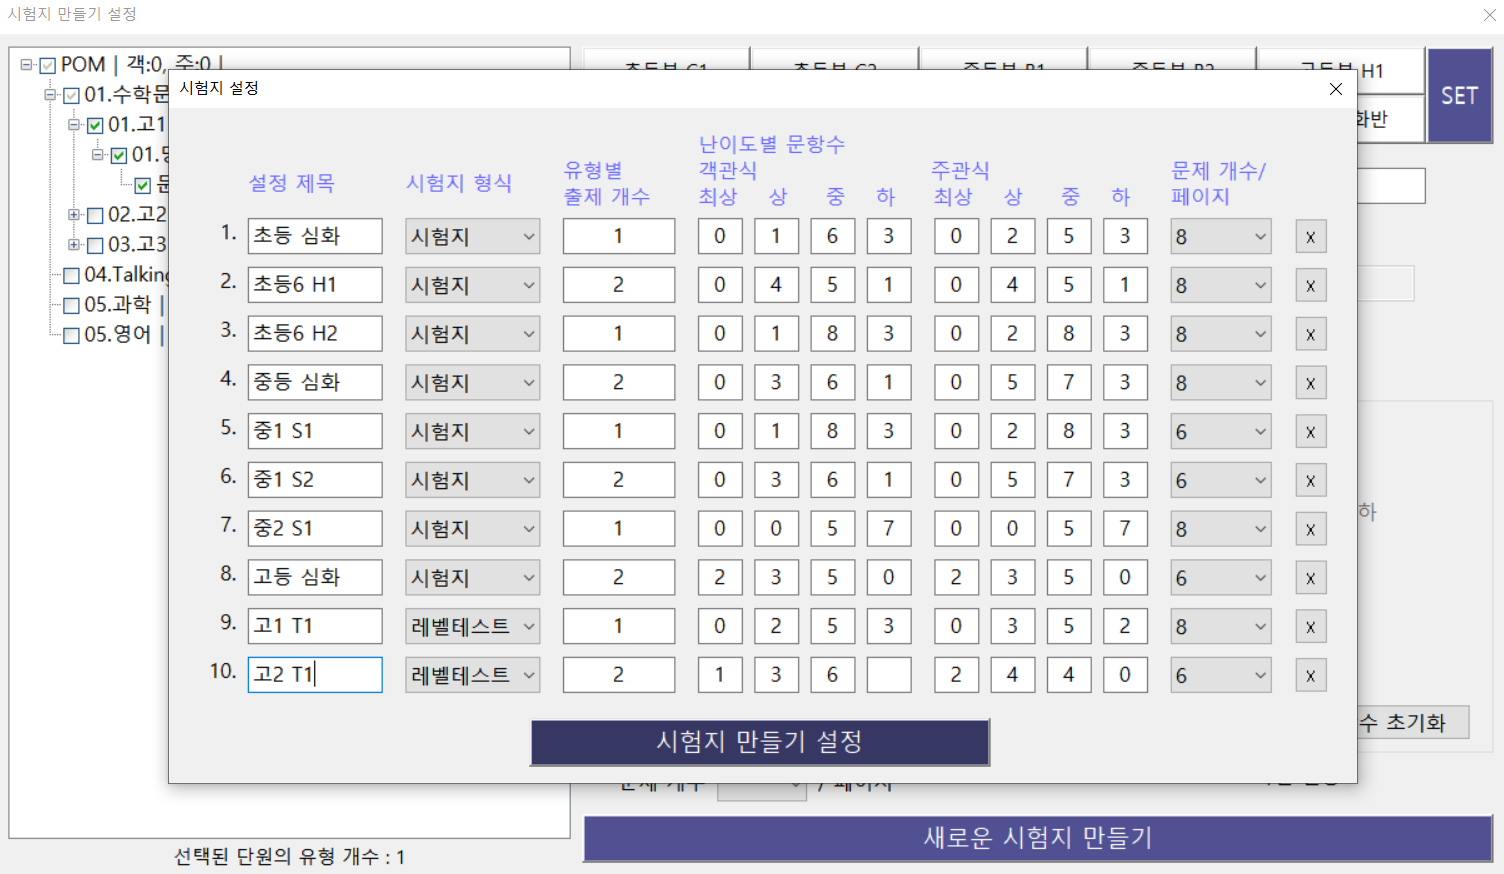 시험지 만들기 설정
POM | 객:0, 주:0 |
01.수학문
01.고1
02.고2
03.고3
04.Talking
05.과학 |
05.영어 |
선택된 단원의 유형 개수 : 1
H1
SET
화반
시험지 설정
난이도별 문항수
설정 제목 시험지 형식 유형별 출제 개수 객관식 주관식 문제 개수/페이지
최상 상 중 하 최상 상 중 하
1. 초등 심화 시험지 1 0 1 6 3 0 2 5 3 8 x
2. 초등6 H1 시험지 2 0 4 5 1 0 4 5 1 8 x
3. 초등6 H2 시험지 1 0 1 8 3 0 2 8 3 8 x
4. 중등 심화 시험지 2 0 3 6 1 0 5 7 3 8 x
5. 중1 S1 시험지 1 0 1 8 3 0 2 8 3 6 x
6. 중1 S2 시험지 2 0 3 6 1 0 5 7 3 6 x
7. 중2 S1 시험지 1 0 0 5 7 0 0 5 7 8 x
8. 고등 심화 시험지 2 2 3 5 0 2 3 5 0 6 x
9. 고1 T1 레벨테스트 1 0 2 5 3 0 3 5 2 8 x
10. 고2 T1 레벨테스트 2 1 3 6 2 4 4 0 6 x
시험지 만들기 설정
하
수 초기화
문제 개수 / 페이지
새로운 시험지 만들기